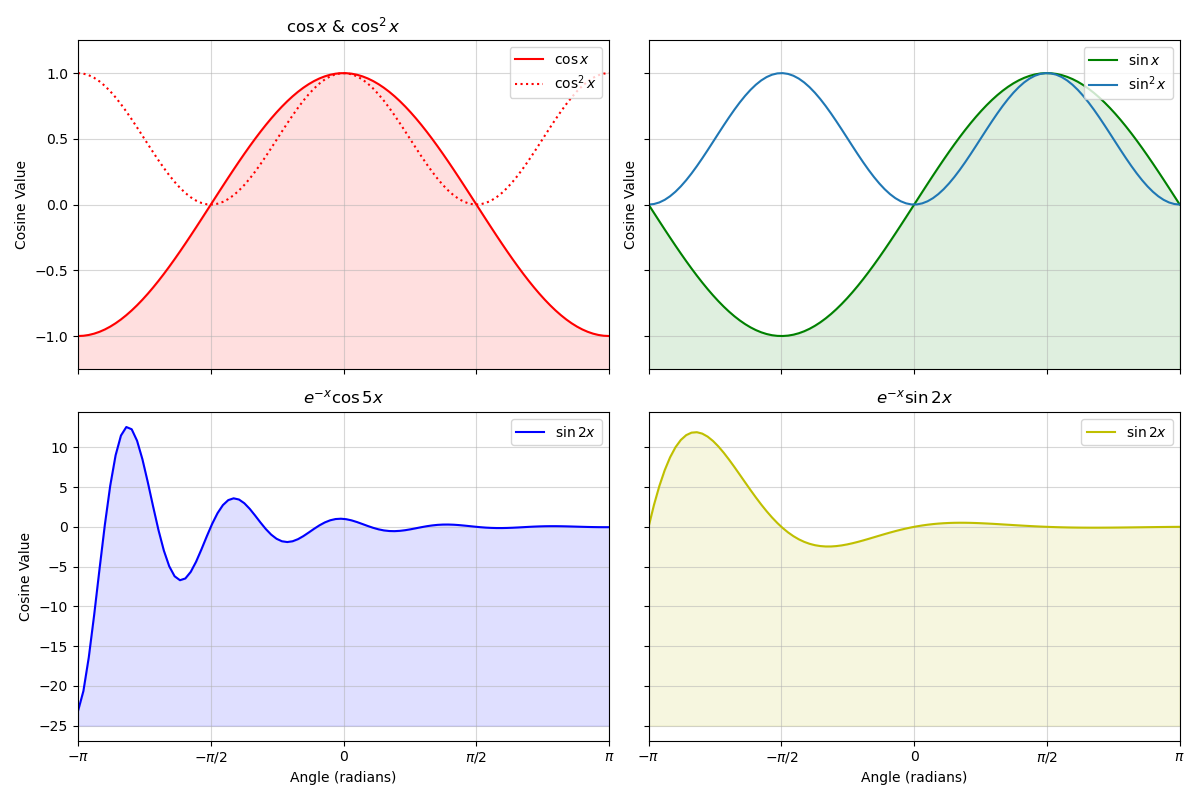 cos x & cos² x
cos x
cos² x
1.0
0.5
0.0
−0.5
−1.0
Cosine Value
sin x
sin² x
Cosine Value
e⁻ˣ cos 5x
sin 2x
10
5
0
−5
−10
−15
−20
−25
Cosine Value
−π
−π/2
0
π/2
π
Angle (radians)
e⁻ˣ sin 2x
sin 2x
−π
−π/2
0
π/2
π
Angle (radians)